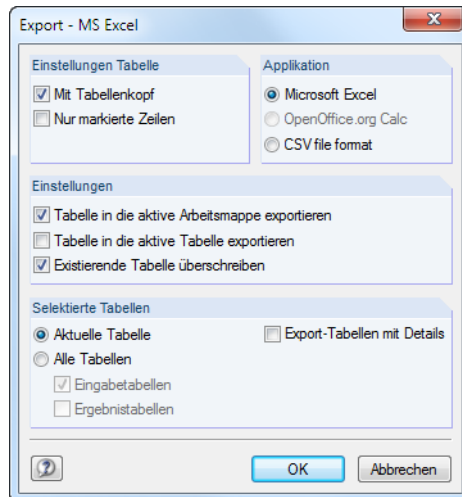 Export - MS Excel
Einstellungen Tabelle
Mit Tabellenkopf
Nur markierte Zeilen
Applikation
Microsoft Excel
OpenOffice.org Calc
CSV file format
Einstellungen
Tabelle in die aktive Arbeitsmappe exportieren
Tabelle in die aktive Tabelle exportieren
Existierende Tabelle überschreiben
Selektierte Tabellen
Aktuelle Tabelle
Alle Tabellen
Eingabetabellen
Ergebnistabellen
Export-Tabellen mit Details
OK
Abbrechen